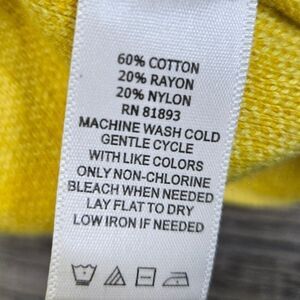 60% COTTON
20% RAYON
20% NYLON
RN 81893
MACHINE WASH COLD
GENTLE CYCLE
WITH LIKE COLORS
ONLY NON-CHLORINE
BLEACH WHEN NEEDED
LAY FLAT TO DRY
LOW IRON IF NEEDED